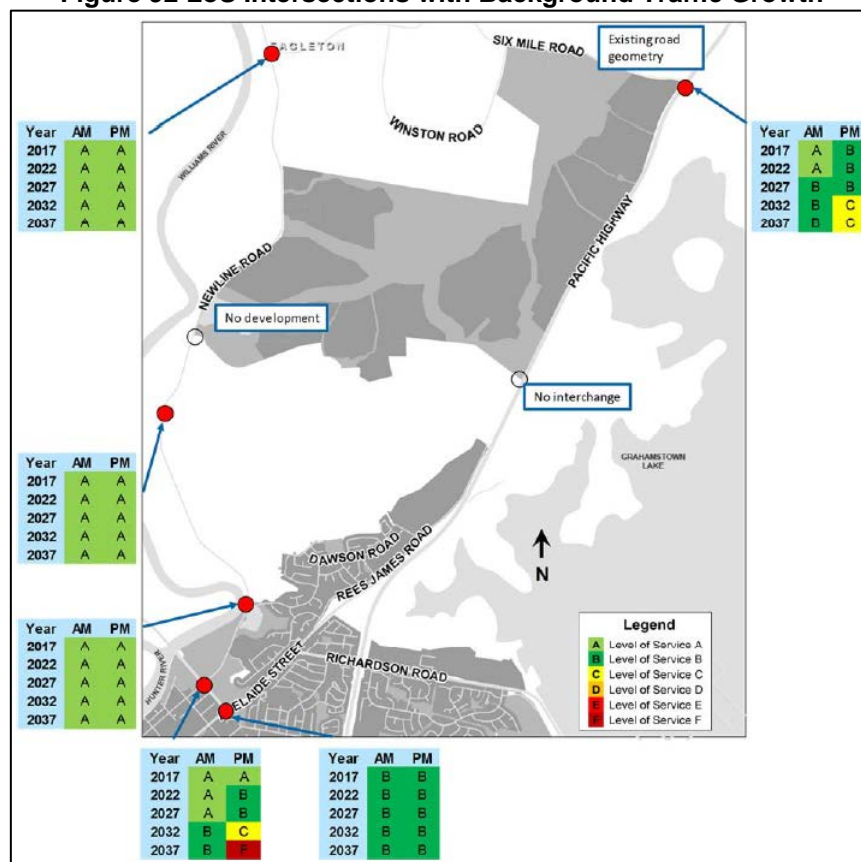 Figure 32 LoS Intersections with Background Traffic Growth
EAGLETON
SIX MILE ROAD
Existing road
geometry
WINSTON ROAD
WILLIAMS RIVER
PACIFIC HIGHWAY
NEWLINE ROAD
No development
No interchange
GRAHAMSTOWN
LAKE
DAWSON ROAD
REES JAMES ROAD
N
HUNTER RIVER
ELAIDE STREET
RICHARDSON ROAD
Year AM PM
2017 A A
2022 A A
2027 A A
2032 A A
2037 A A
Year AM PM
2017 A B
2022 A B
2027 B B
2032 B C
2037 B C
Year AM PM
2017 A A
2022 A A
2027 A A
2032 A A
2037 A A
Year AM PM
2017 A A
2022 A A
2027 A A
2032 A A
2037 A A
Legend
A Level of Service A
B Level of Service B
C Level of Service C
D Level of Service D
E Level of Service E
F Level of Service F
Year AM PM
2017 A A
2022 A B
2027 A B
2032 B C
2037 B F
Year AM PM
2017 B B
2022 B B
2027 B B
2032 B B
2037 B B